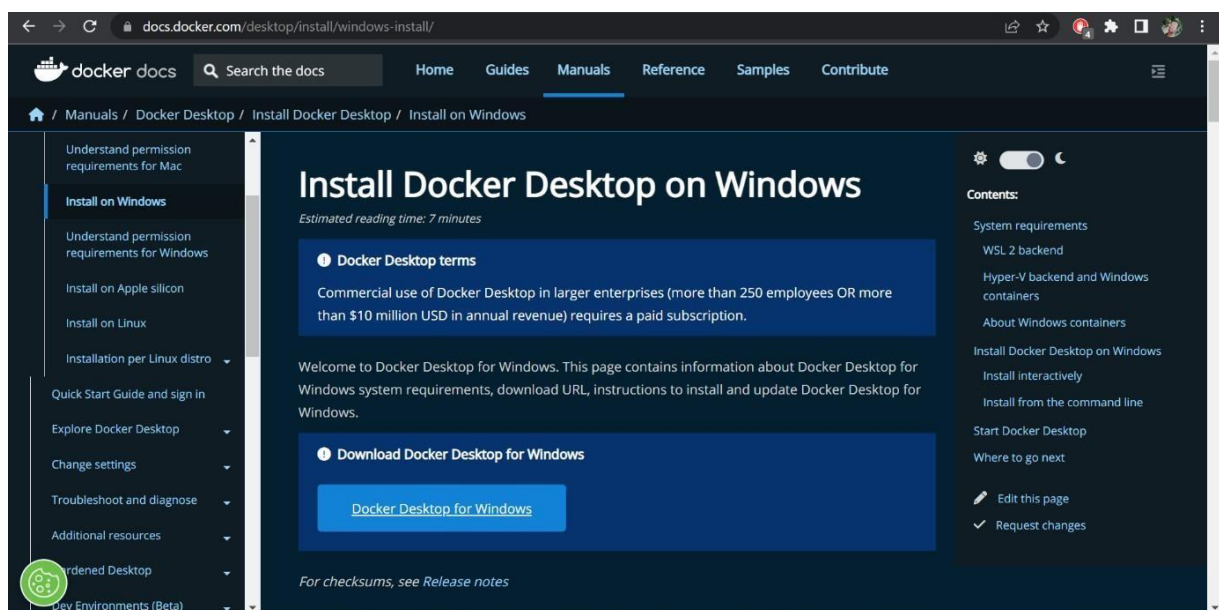 docs.docker.com/desktop/install/windows-install/
4
docker docs
Search the docs
Home Guides Manuals Reference Samples Contribute
/ Manuals / Docker Desktop / Install Docker Desktop / Install on Windows
Understand permission
requirements for Mac
Install on Windows
Understand permission
requirements for Windows
Install on Apple silicon
Install on Linux
Installation per Linux distro
Quick Start Guide and sign in
Explore Docker Desktop
Change settings
Troubleshoot and diagnose
Additional resources
rdened Desktop
Dev Environments (Beta)
Install Docker Desktop on Windows
Estimated reading time: 7 minutes
Docker Desktop terms
Commercial use of Docker Desktop in larger enterprises (more than 250 employees OR more
than $10 million USD in annual revenue) requires a paid subscription.
Welcome to Docker Desktop for Windows. This page contains information about Docker Desktop for
Windows system requirements, download URL, instructions to install and update Docker Desktop for
Windows.
Download Docker Desktop for Windows
Docker Desktop for Windows
For checksums, see Release notes
Contents:
System requirements
WSL 2 backend
Hyper-V backend and Windows
containers
About Windows containers
Install Docker Desktop on Windows
Install interactively
Install from the command line
Start Docker Desktop
Where to go next
Edit this page
Request changes